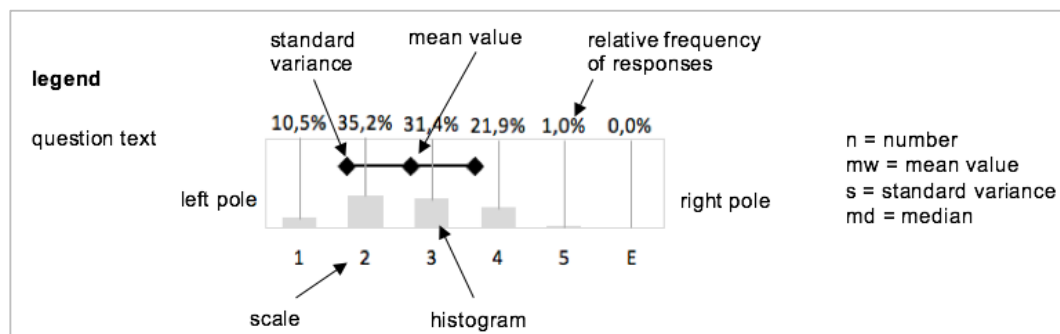 standard
variance
mean value
relative frequency
of responses
legend
question text
10,5% 35,2% 31,4% 21,9% 1,0% 0,0%
left pole
right pole
n = number
mw = mean value
s = standard variance
md = median
1 2 3 4 5 E
scale
histogram